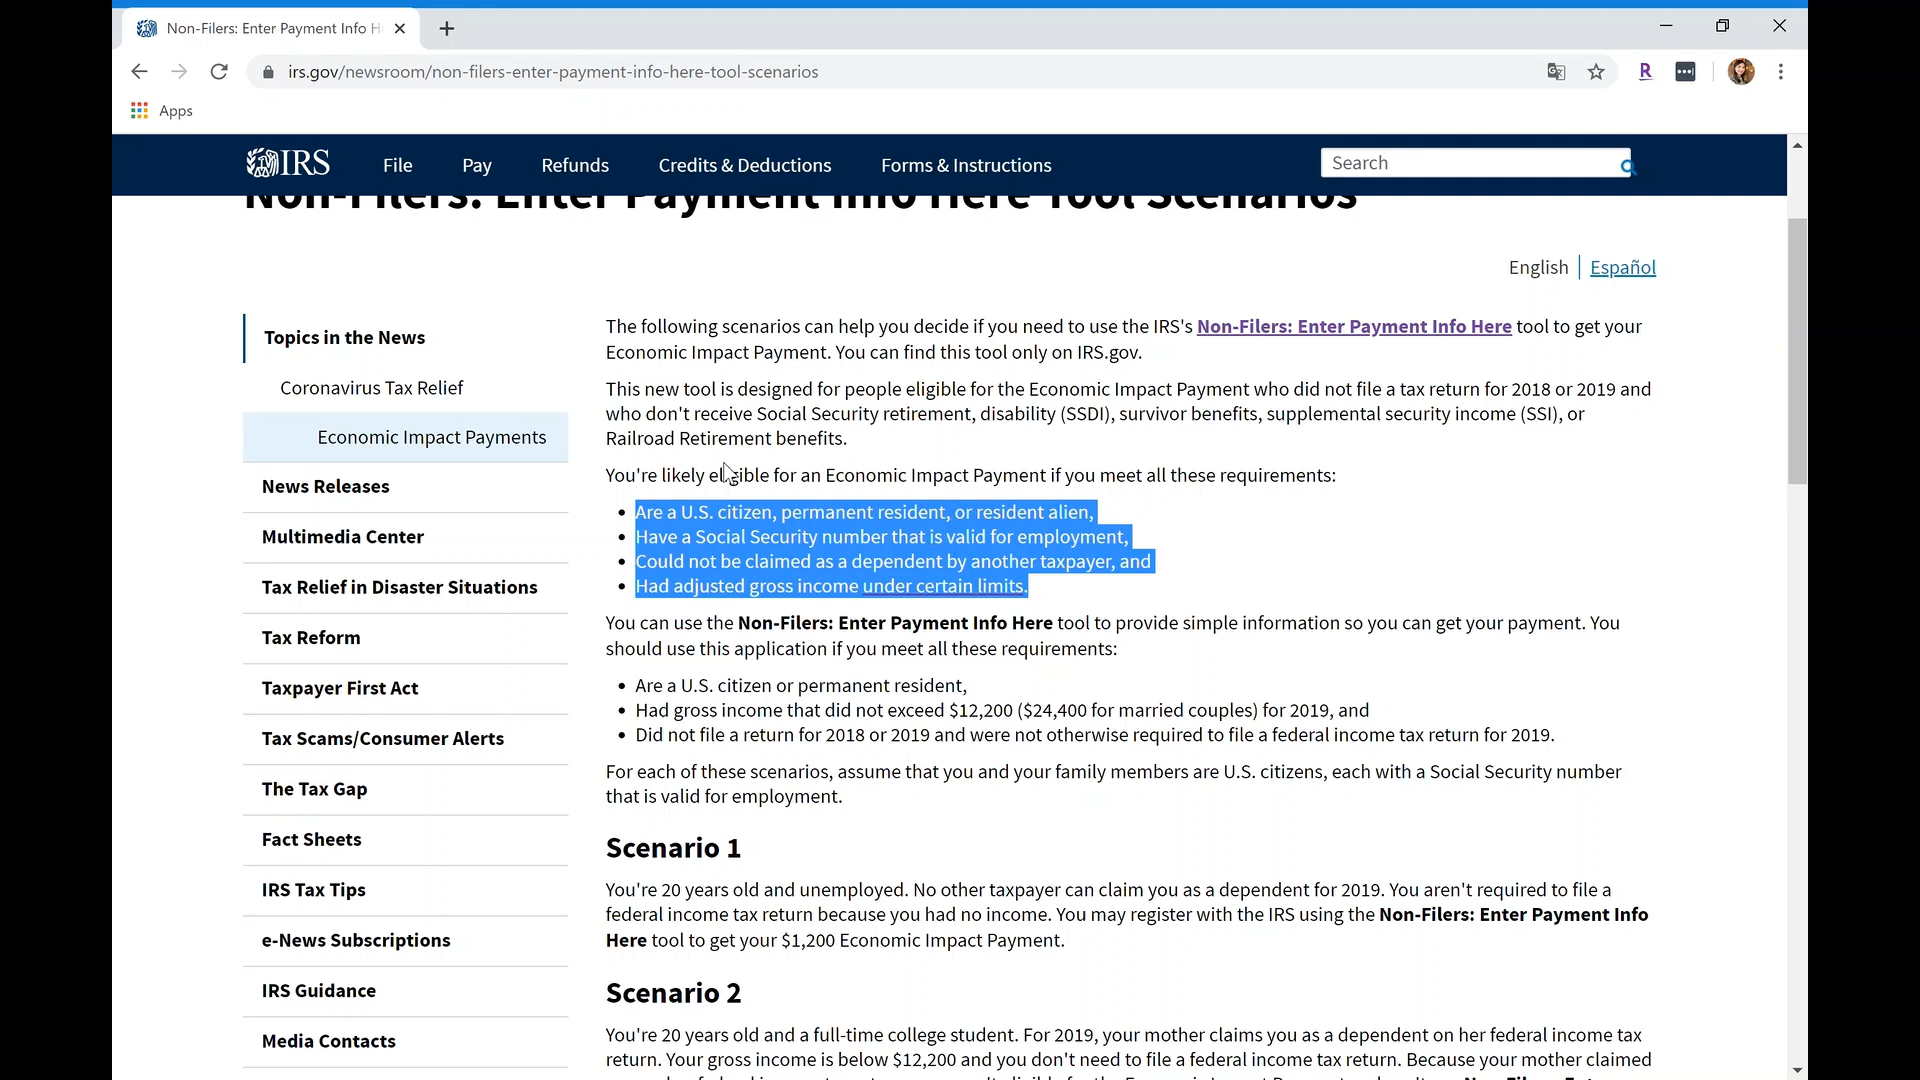 Non-Filers: Enter Payment Info H
irs.gov/newsroom/non-filers-enter-payment-info-here-tool-scenarios
R
Apps
IRS
File
Pay
Refunds
Credits & Deductions
Forms & Instructions
Search
Non-Filers: Enter Payment Info Here Tool Scenarios
English
Español
Topics in the News
Coronavirus Tax Relief
Economic Impact Payments
News Releases
Multimedia Center
Tax Relief in Disaster Situations
Tax Reform
Taxpayer First Act
Tax Scams/Consumer Alerts
The Tax Gap
Fact Sheets
IRS Tax Tips
e-News Subscriptions
IRS Guidance
Media Contacts
The following scenarios can help you decide if you need to use the IRS's Non-Filers: Enter Payment Info Here tool to get your
Economic Impact Payment. You can find this tool only on IRS.gov.
This new tool is designed for people eligible for the Economic Impact Payment who did not file a tax return for 2018 or 2019 and
who don't receive Social Security retirement, disability (SSDI), survivor benefits, supplemental security income (SSI), or
Railroad Retirement benefits.
You're likely eligible for an Economic Impact Payment if you meet all these requirements:
• Are a U.S. citizen, permanent resident, or resident alien,
• Have a Social Security number that is valid for employment,
• Could not be claimed as a dependent by another taxpayer, and
• Had adjusted gross income under certain limits.
You can use the Non-Filers: Enter Payment Info Here tool to provide simple information so you can get your payment. You
should use this application if you meet all these requirements:
• Are a U.S. citizen or permanent resident,
• Had gross income that did not exceed $12,200 ($24,400 for married couples) for 2019, and
• Did not file a return for 2018 or 2019 and were not otherwise required to file a federal income tax return for 2019.
For each of these scenarios, assume that you and your family members are U.S. citizens, each with a Social Security number
that is valid for employment.
Scenario 1
You're 20 years old and unemployed. No other taxpayer can claim you as a dependent for 2019. You aren't required to file a
federal income tax return because you had no income. You may register with the IRS using the Non-Filers: Enter Payment Info
Here tool to get your $1,200 Economic Impact Payment.
Scenario 2
You're 20 years old and a full-time college student. For 2019, your mother claims you as a dependent on her federal income tax
return. Your gross income is below $12,200 and you don't need to file a federal income tax return. Because your mother claimed